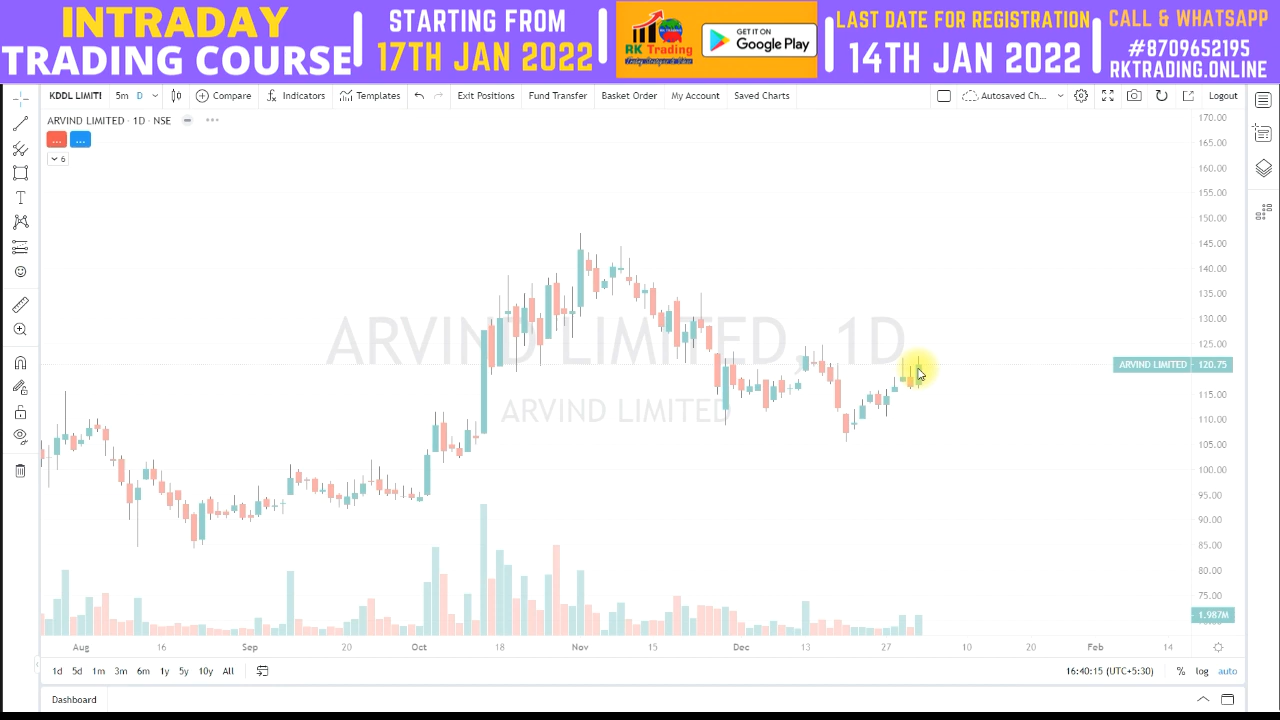 INTRADAY
TRADING COURSE
STARTING FROM
17TH JAN 2022
RK Trading
GET IT ON
Google Play
LAST DATE FOR REGISTRATION
14TH JAN 2022
CALL & WHATSAPP
#8709652195
RKTRADING.ONLINE
KDDL LIMIT! 5m D Compare Indicators Templates Exit Positions Fund Transfer Basket Order My Account Saved Charts Autosaved Ch... Logout
ARVIND LIMITED · 1D · NSE
... ...
6
170.00
165.00
160.00
155.00
150.00
145.00
140.00
135.00
130.00
125.00
ARVIND LIMITED 120.75
115.00
110.00
105.00
100.00
95.00
90.00
85.00
80.00
75.00
1.987M
ARVIND LIMITED, 1D
ARVIND LIMITED
Aug 16 Sep 20 Oct 18 Nov 15 Dec 13 27 10 20 Feb 14
1d 5d 1m 3m 6m 1y 5y 10y All
16:40:15 (UTC+5:30) % log auto
Dashboard